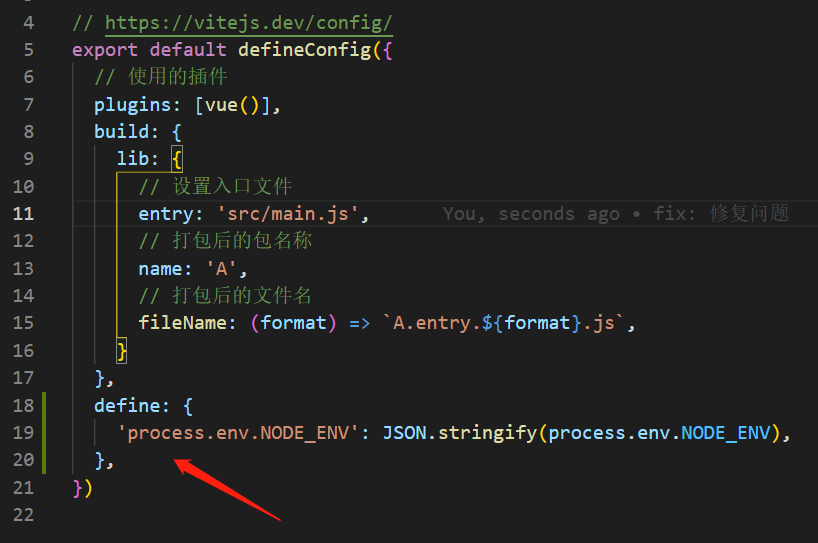 4 // https://vitejs.dev/config/
5 export default defineConfig({
6 // 使用的插件
7 plugins: [vue()],
8 build: {
9 lib: {
10 // 设置入口文件
11 entry: 'src/main.js', You, seconds ago • fix: 修复问题
12 // 打包后的包名称
13 name: 'A',
14 // 打包后的文件名
15 fileName: (format) => `A.entry.${format}.js`,
16 }
17 },
18 define: {
19 'process.env.NODE_ENV': JSON.stringify(process.env.NODE_ENV),
20 },
21 })
22